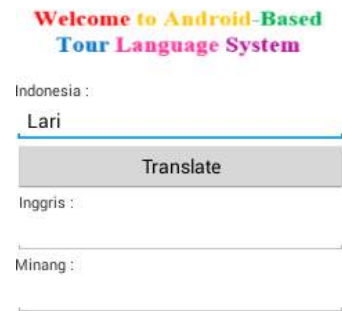 Welcome to Android-Based
Tour Language System
Indonesia :
Lari
Translate
Inggris :
Minang :